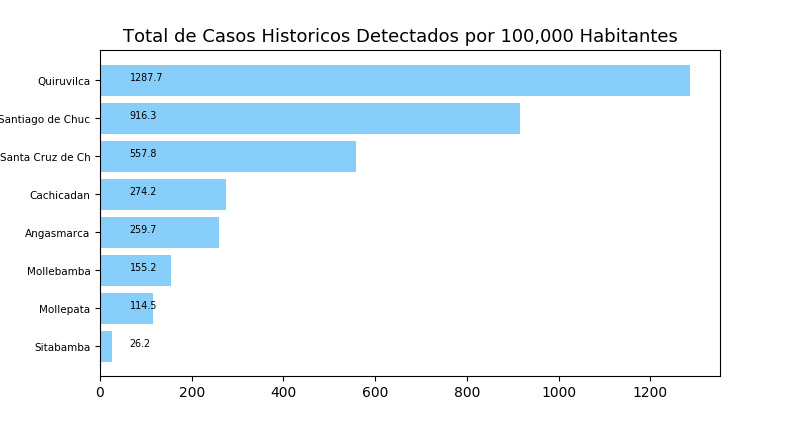 Total de Casos Historicos Detectados por 100,000 Habitantes
Quiruvilca 1287.7
Santiago de Chuc 916.3
Santa Cruz de Ch 557.8
Cachicadan 274.2
Angasmarca 259.7
Mollebamba 155.2
Mollepata 114.5
Sitabamba 26.2
0 200 400 600 800 1000 1200